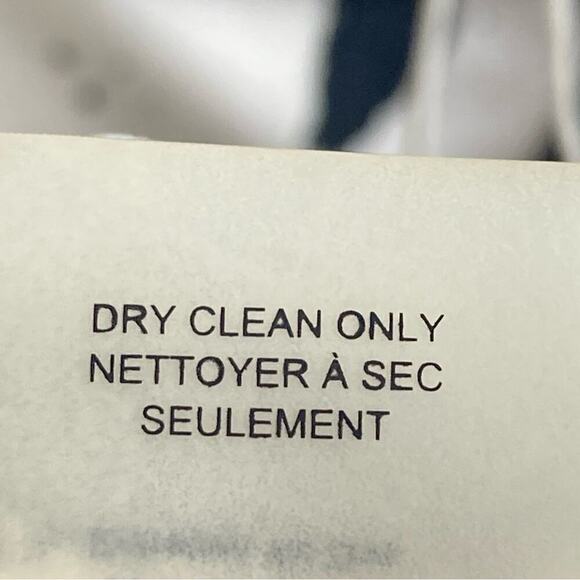 DRY CLEAN ONLY
NETTOYER À SEC
SEULEMENT